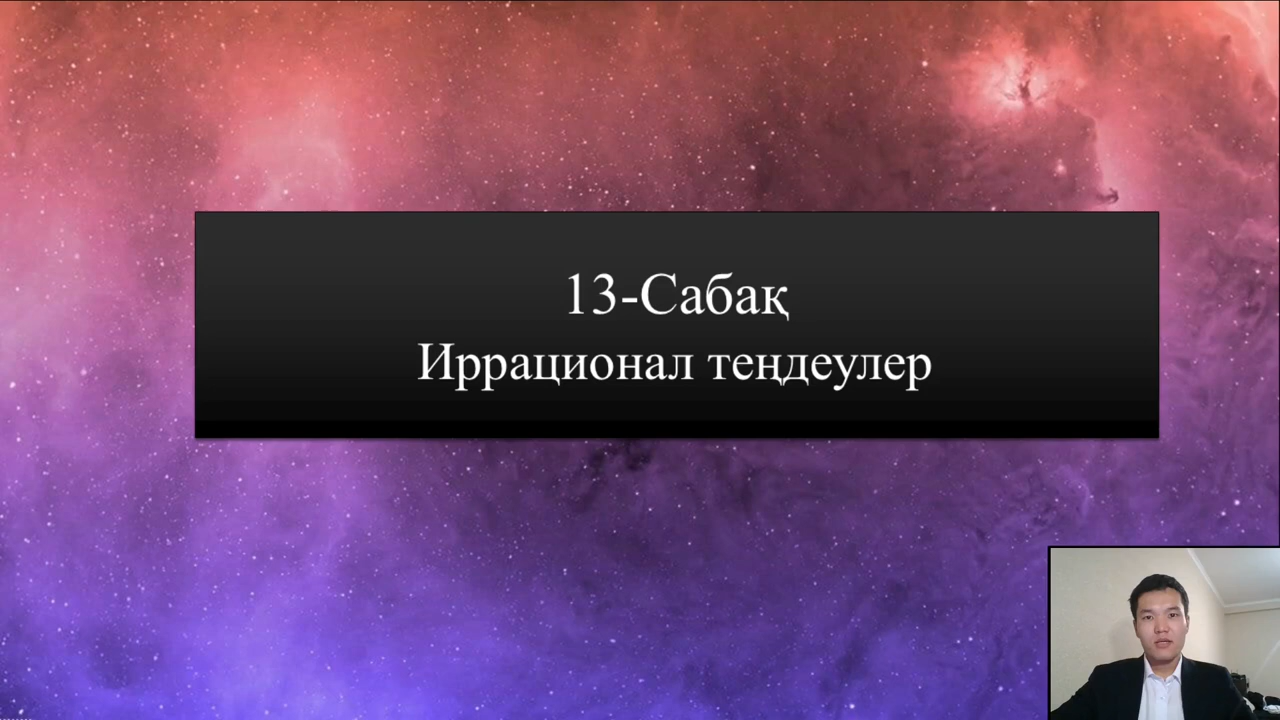 13-Сабақ
Иррационал теңдеулер